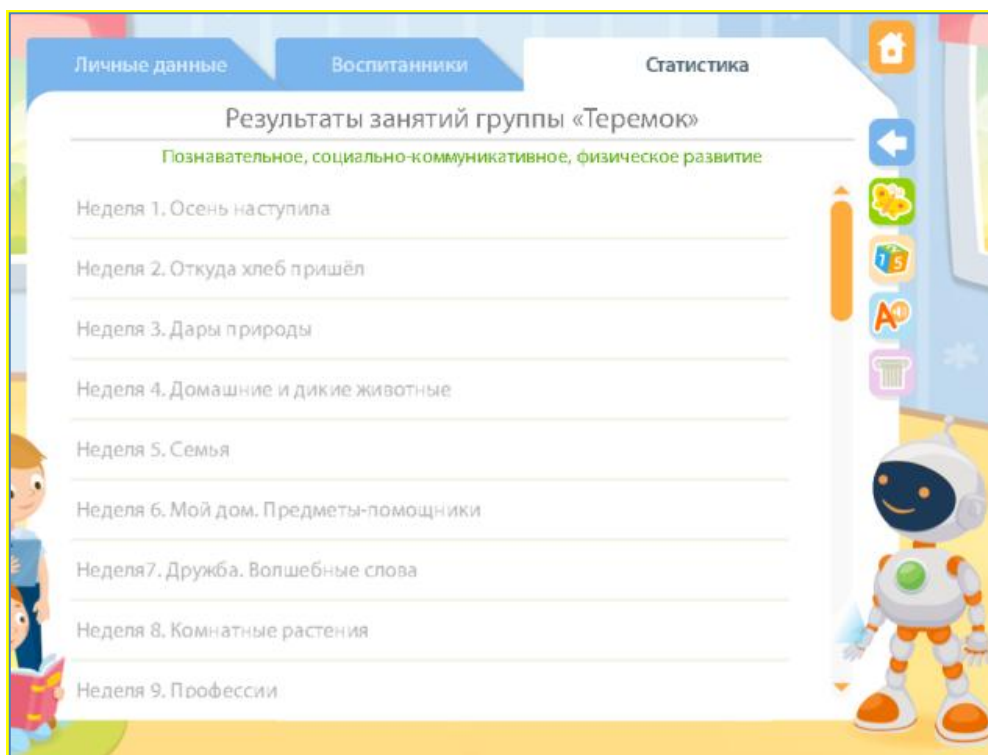 Личные данные
Воспитанники
Статистика
Результаты занятий группы «Теремок»
Познавательное, социально-коммуникативное, физическое развитие
Неделя 1. Осень наступила
Неделя 2. Откуда хлеб пришёл
Неделя 3. Дары природы
Неделя 4. Домашние и дикие животные
Неделя 5. Семья
Неделя 6. Мой дом. Предметы-помощники
Неделя7. Дружба. Волшебные слова
Неделя 8. Комнатные растения
Неделя 9. Профессии
1 5
A